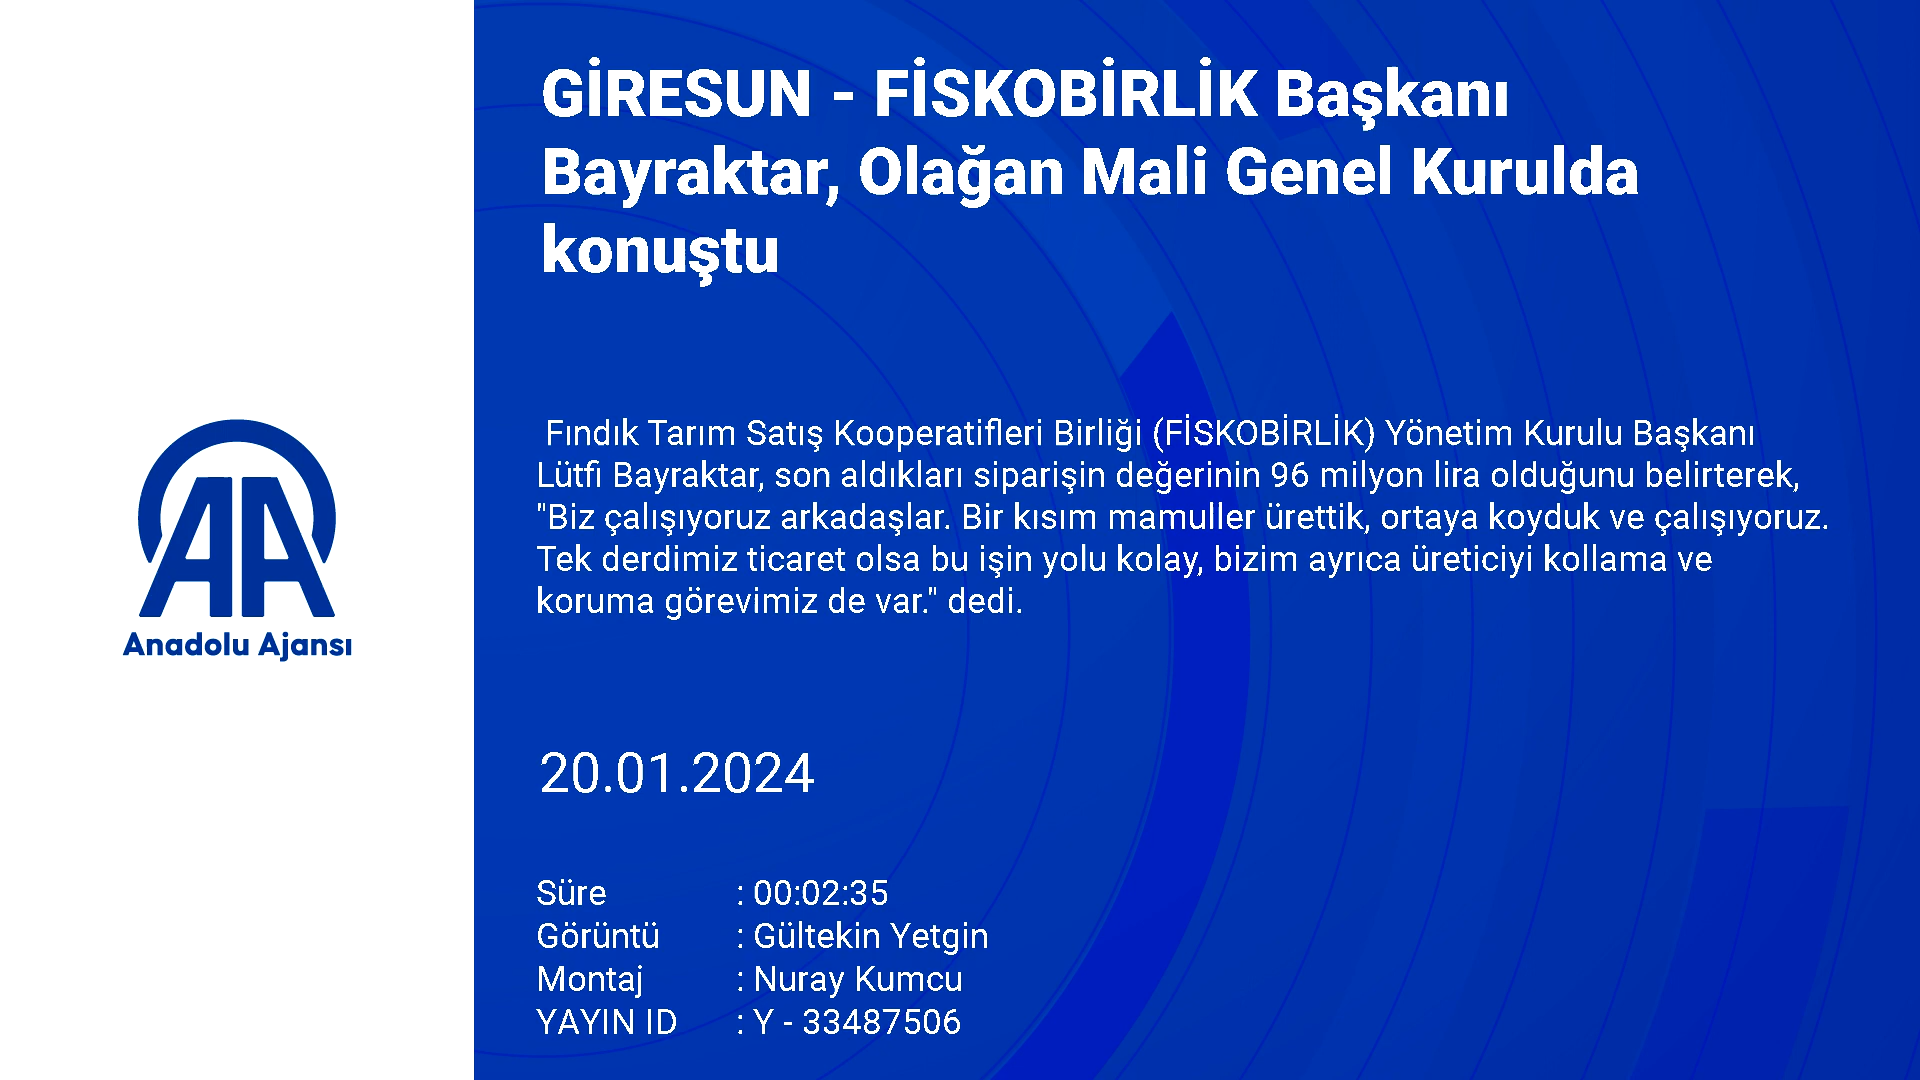 GİRESUN - FİSKOBİRLİK Başkanı
Bayraktar, Olağan Mali Genel Kurulda
konuştu
Fındık Tarım Satış Kooperatifleri Birliği (FİSKOBİRLİK) Yönetim Kurulu Başkanı
Lütfi Bayraktar, son aldıkları siparişin değerinin 96 milyon lira olduğunu belirterek,
"Biz çalışıyoruz arkadaşlar. Bir kısım mamuller ürettik, ortaya koyduk ve çalışıyoruz.
Tek derdimiz ticaret olsa bu işin yolu kolay, bizim ayrıca üreticiyi kollama ve
koruma görevimiz de var." dedi.
AA
Anadolu Ajansı
20.01.2024
Süre : 00:02:35
Görüntü : Gültekin Yetgin
Montaj : Nuray Kumcu
YAYIN ID : Y - 33487506